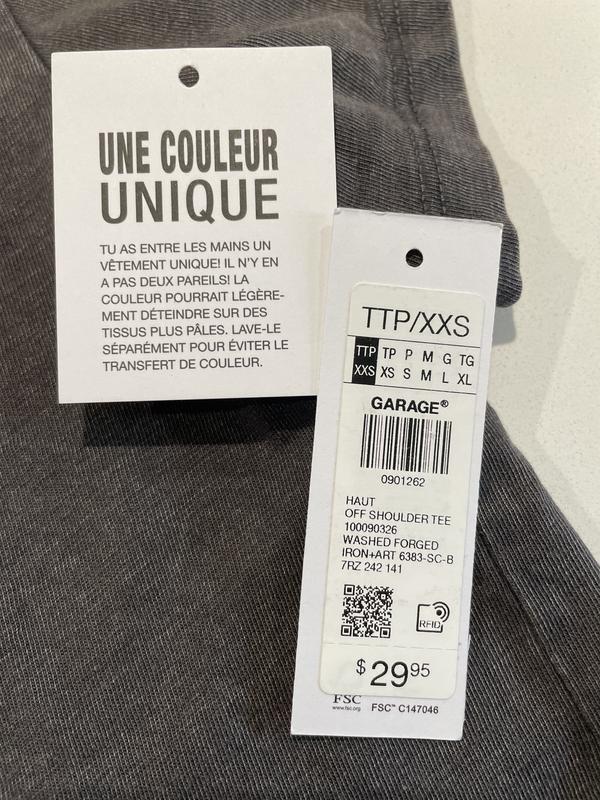 UNE COULEUR
UNIQUE
TU AS ENTRE LES MAINS UN
VÊTEMENT UNIQUE! IL N'Y EN
A PAS DEUX PAREILS! LA
COULEUR POURRAIT LÉGÈRE-
MENT DÉTEINDRE SUR DES
TISSUS PLUS PÂLES. LAVE-LE
SÉPARÉMENT POUR ÉVITER LE
TRANSFERT DE COULEUR.
TTP/XXS
TTP TP P M G TG
XXS XS S M L XL
GARAGE®
0901262
HAUT
OFF SHOULDER TEE
100090326
WASHED FORGED
IRON+ART 6383-SC-B
7RZ 242 141
RFID
$29.95
FSC
www.fsc.org
FSC™ C147046